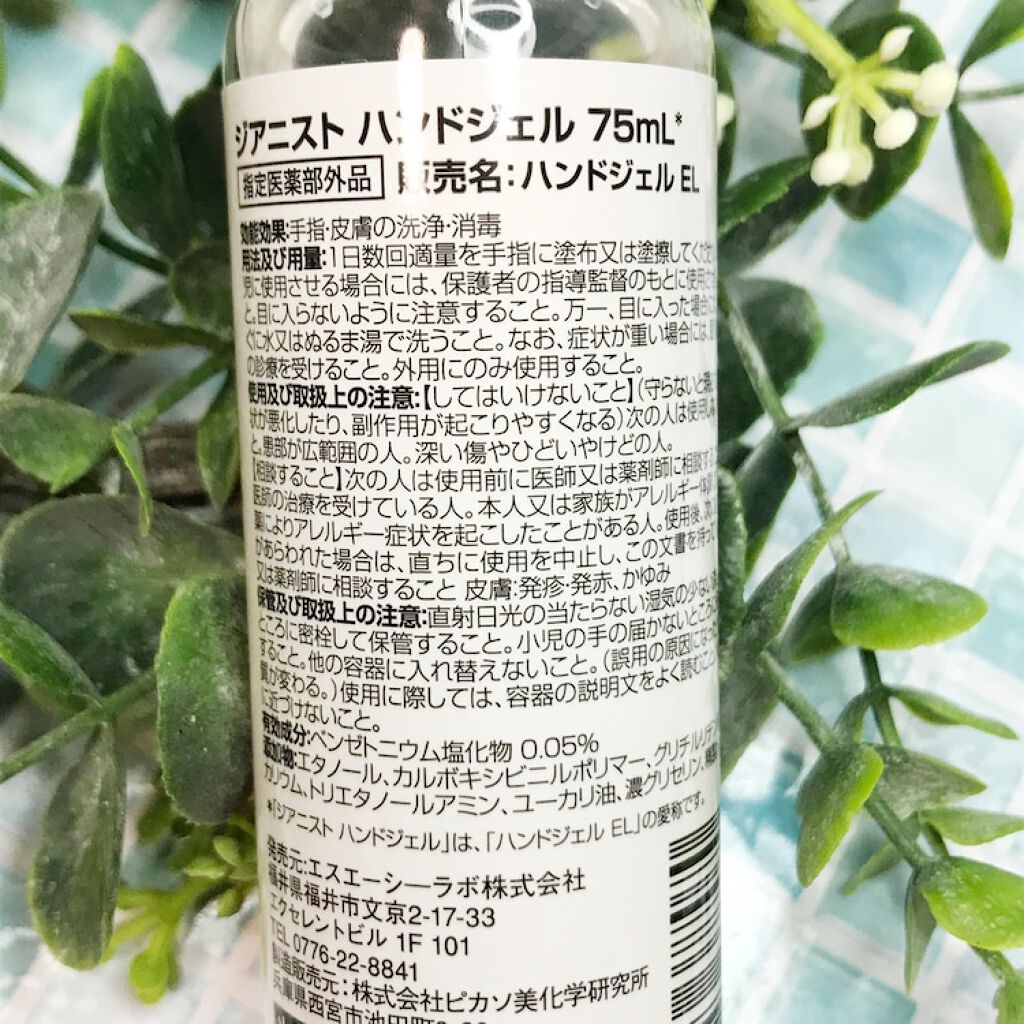 ジアニスト ハンドジェル 75mL*
指定医薬部外品 販売名:ハンドジェル EL
効能効果:手指・皮膚の洗浄・消毒
用法及び用量:1日数回適量を手指に塗布又は塗擦してくだ
児に使用させる場合には、保護者の指導監督のもとに使用
と。目に入らないように注意すること。万一、目に入った場合に
ぐに水又はぬるま湯で洗うこと。なお、症状が重い場合には、
の診療を受けること。外用にのみ使用すること。
使用及び取扱上の注意:【してはいけないこと】(守らないと
状が悪化したり、副作用が起こりやすくなる)次の人は使用し
と。患部が広範囲の人。深い傷やひどいやけどの人。
【相談すること】次の人は使用前に医師又は薬剤師に相談す
医師の治療を受けている人。本人又は家族がアレルギー体
薬によりアレルギー症状を起こしたことがある人。使用後、次
があらわれた場合は、直ちに使用を中止し、この文書を持っ
又は薬剤師に相談すること 皮膚:発疹・発赤、かゆみ
保管及び取扱上の注意:直射日光の当たらない湿気の少ない
ところに密栓して保管すること。小児の手の届かないところに
すること。他の容器に入れ替えないこと。(誤用の原因に
質が変わる。)使用に際しては、容器の説明文をよく読むこと
に近づけないこと。
有効成分:ベンゼトニウム塩化物 0.05%
添加物:エタノール、カルボキシビニルポリマー、グリチルリチ
カリウム、トリエタノールアミン、ユーカリ油、濃グリセリン、
*「ジアニスト ハンドジェル」は、「ハンドジェル EL」の愛称です。
発売元:エスエーシーラボ株式会社
福井県福井市文京2-17-33
エクセレントビル 1F 101
TEL 0776-22-8841
製造販売元:株式会社ピカソ美化学研究所
兵庫県西宮市池田町